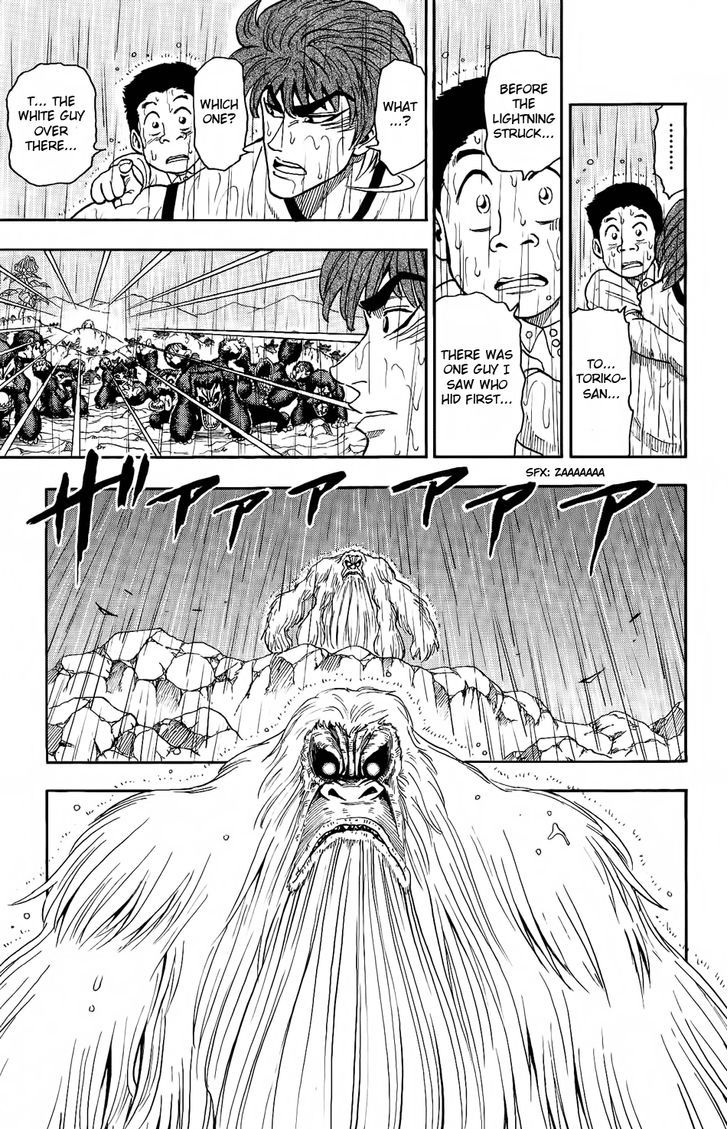 .........
TO...
TORIKO-
SAN...
BEFORE
THE
LIGHTNING
STRUCK...
THERE WAS
ONE GUY I
SAW WHO
HID FIRST...
WHAT
...?
WHICH
ONE?
T... THE
WHITE GUY
OVER
THERE...
SFX: ZAAAAAAA
ザァァァァァァ